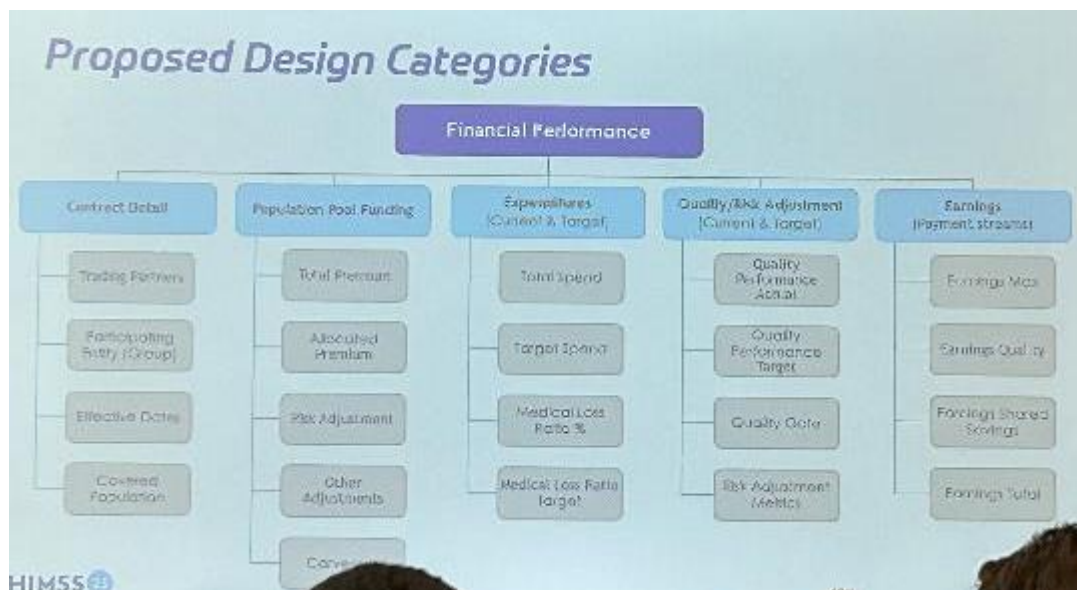 Proposed Design Categories
Financial Performance
Contract Detail
Trading Partners
Participating
Entity (Group)
Effective Dates
Covered
Population
Population Pool Funding
Total Premium
Allocated
Premium
Risk Adjustment
Other
Adjustments
Expenditures
(Current & Target)
Total Spend
Target Spend
Medical Loss
Ratio %
Medical Loss Ratio
Target
Quality/Risk Adjustment
(Current & Target)
Quality
Performance
Actual
Quality
Performance
Target
Quality Gate
Risk Adjustment
Metrics
Earnings
(Payment streams)
Earnings Max
Earnings Quality
Earnings Shared
Savings
Earnings Total
HIMSS